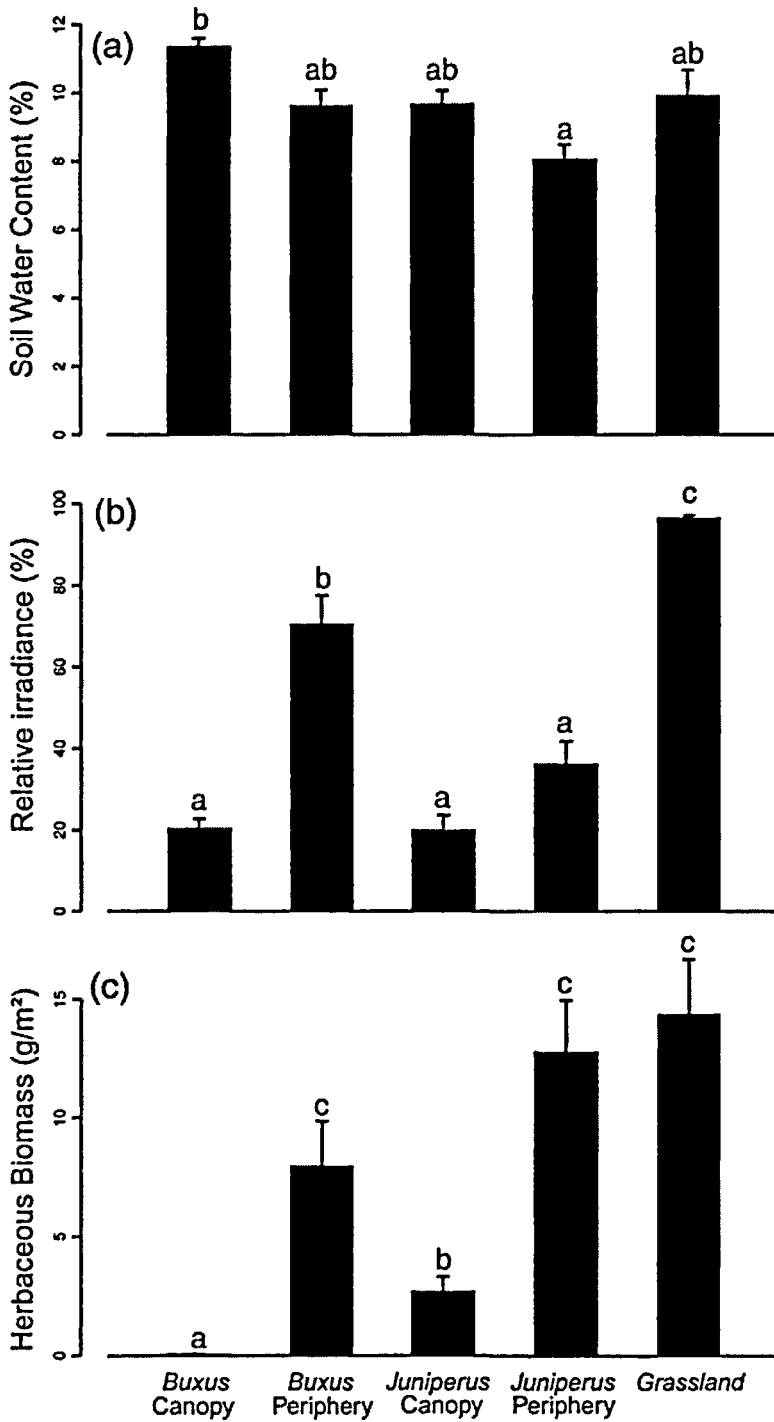 (a)
Soil Water Content (%)
12
10
8
6
4
2
0
b
ab
ab
a
ab
(b)
Relative irradiance (%)
100
80
60
40
20
0
a
b
a
a
c
(c)
Herbaceous Biomass (g/m²)
15
10
5
0
a
c
b
c
c
Buxus
Canopy
Buxus
Periphery
Juniperus
Canopy
Juniperus
Periphery
Grassland